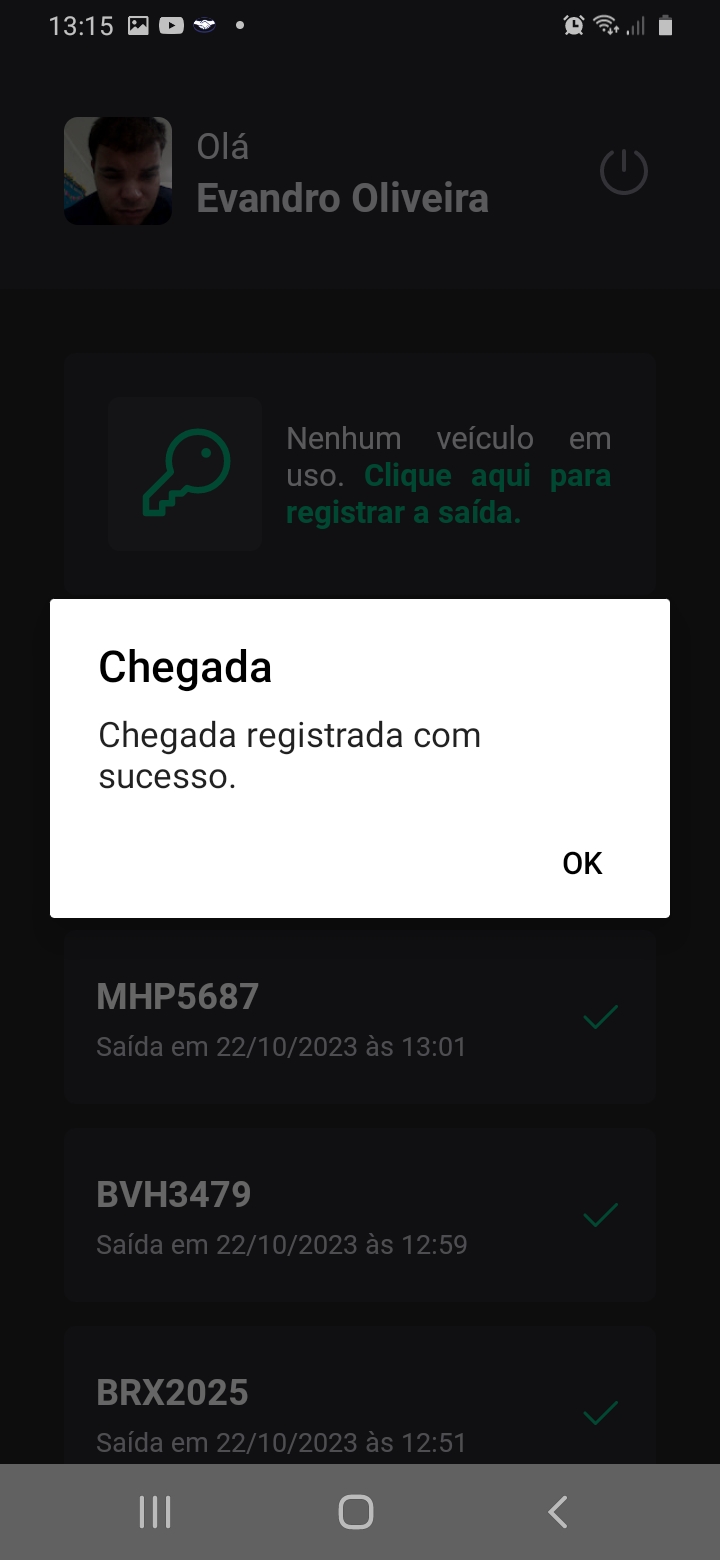 13:15
Olá
Evandro Oliveira
Nenhum veículo em
uso. Clique aqui para
registrar a saída.
Chegada
Chegada registrada com
sucesso.
OK
MHP5687
Saída em 22/10/2023 às 13:01
BVH3479
Saída em 22/10/2023 às 12:59
BRX2025
Saída em 22/10/2023 às 12:51